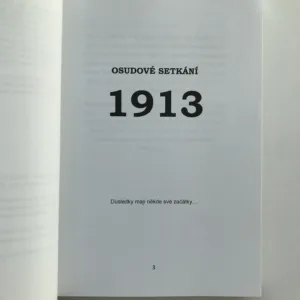 OSUDOVÉ SETKÁNÍ
1913
Důsledky mají někde své začátky...
3